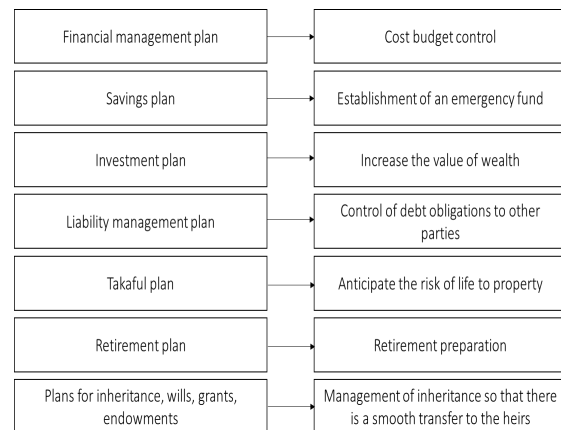 Financial management plan
Cost budget control
Savings plan
Establishment of an emergency fund
Investment plan
Increase the value of wealth
Liability management plan
Control of debt obligations to other
parties
Takaful plan
Anticipate the risk of life to property
Retirement plan
Retirement preparation
Plans for inheritance, wills, grants,
endowments
Management of inheritance so that there
is a smooth transfer to the heirs